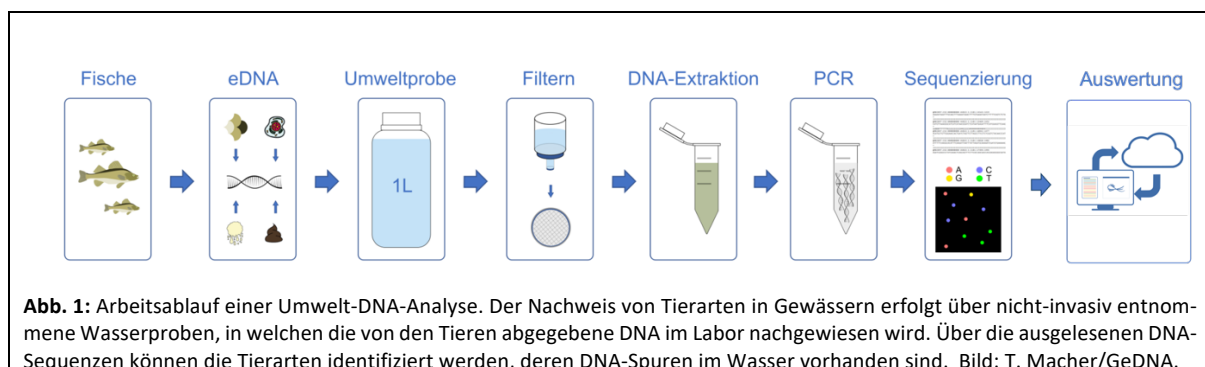 Fische eDNA Umweltprobe Filtern DNA-Extraktion PCR Sequenzierung Auswertung
1L
A C
G T
Abb. 1: Arbeitsablauf einer Umwelt-DNA-Analyse. Der Nachweis von Tierarten in Gewässern erfolgt über nicht-invasiv entnom-
mene Wasserproben, in welchen die von den Tieren abgegebene DNA im Labor nachgewiesen wird. Über die ausgelesenen DNA-
Sequenzen können die Tierarten identifiziert werden, deren DNA-Spuren im Wasser vorhanden sind. Bild: T. Macher/GeDNA.